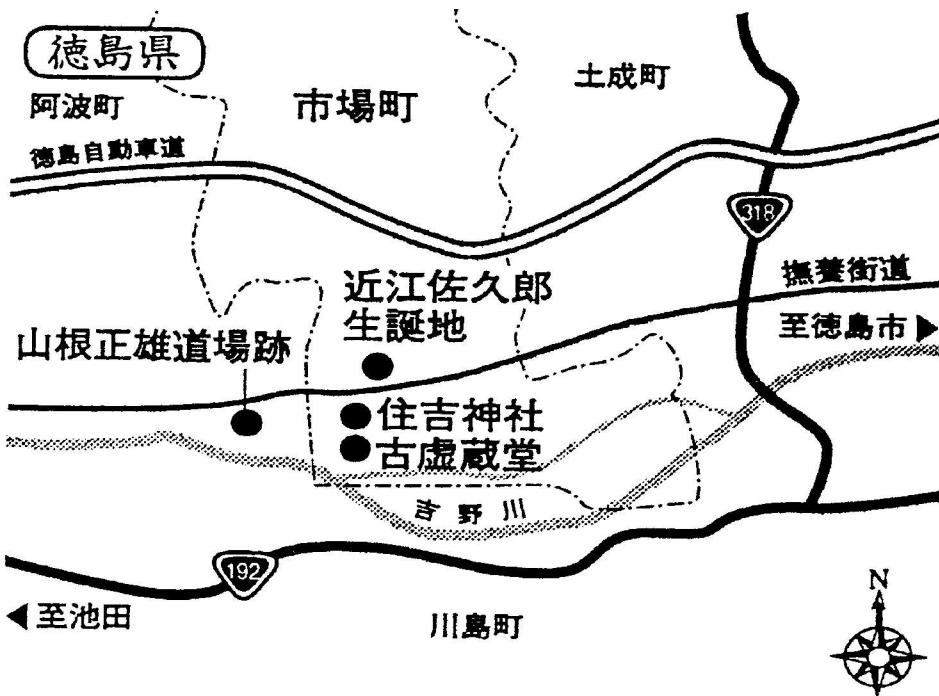 徳島県
阿波町
市場町
土成町
徳島自動車道
318
近江佐久郎
生誕地
撫養街道
山根正雄道場跡
至徳島市
住吉神社
古虚蔵堂
吉野川
192
至池田
川島町
N